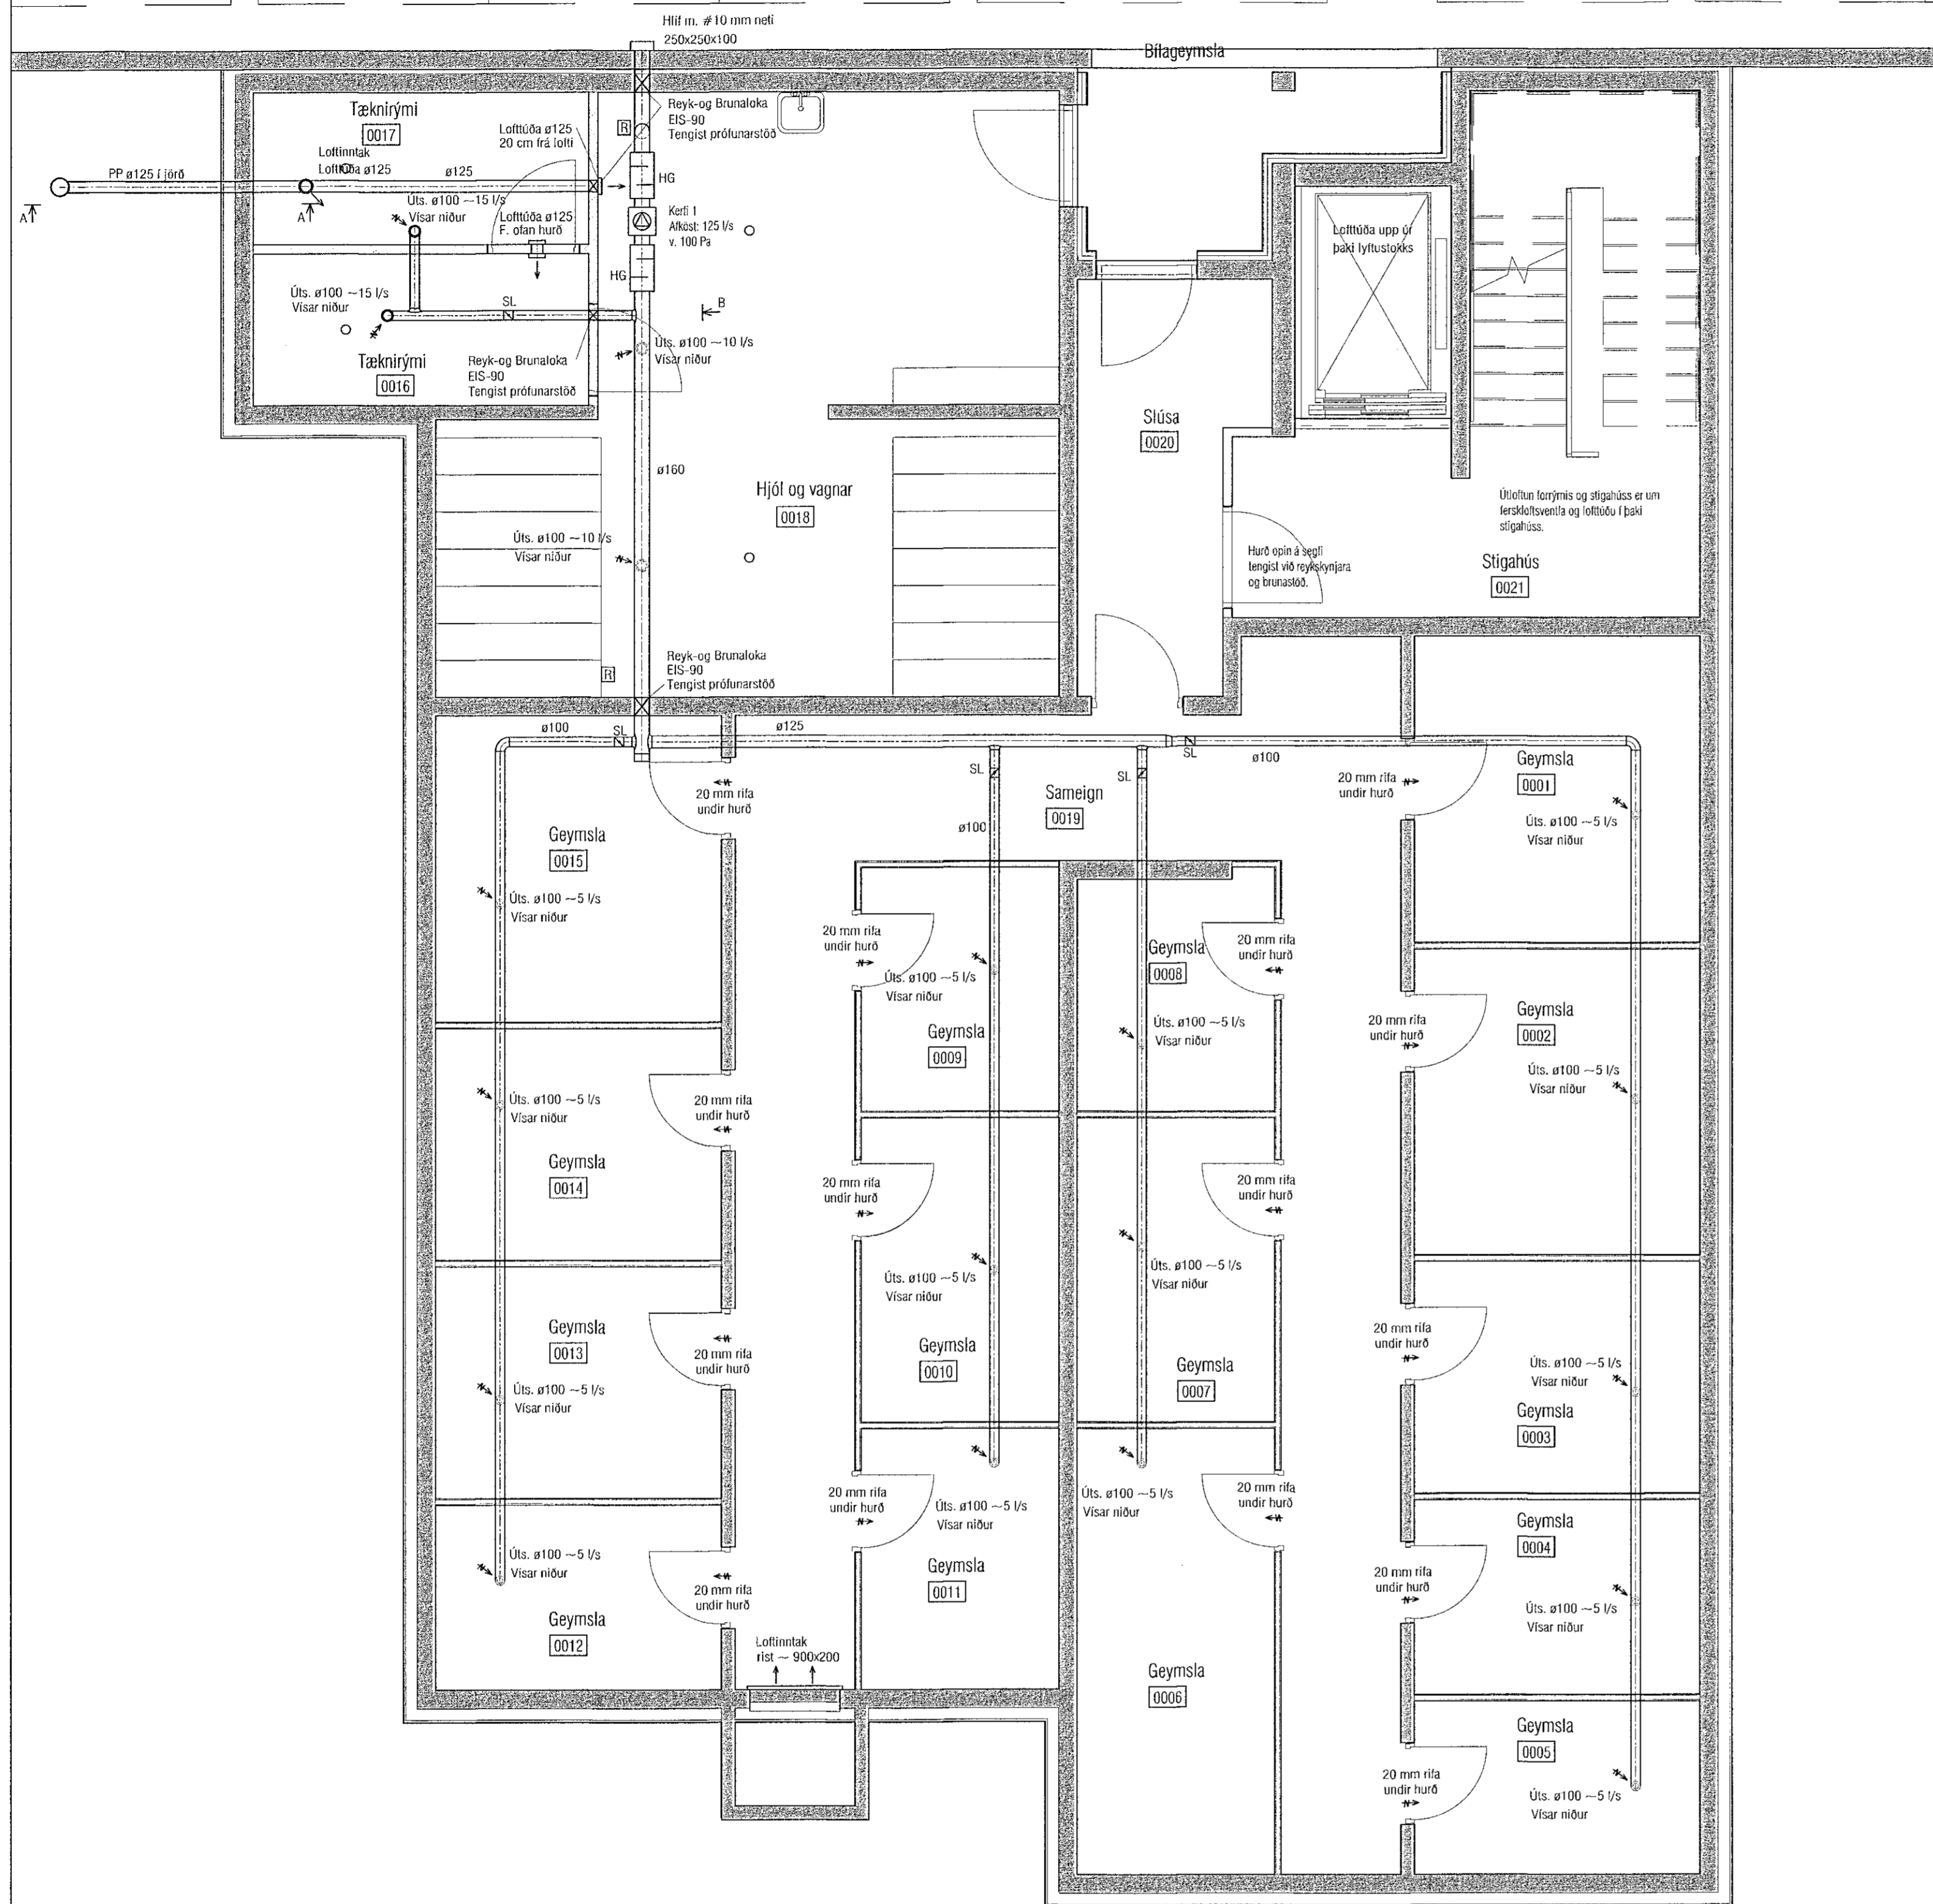 Hlíf m. #10 mm neti
250x250x100
Bílageymsla
Tæknirými
0017
Loftinntak
Lofttúða ø125
PP ø125 í jörð
ø125
Lofttúða ø125
20 cm frá lofti
Reyk-og Brunaloka
EIS-90
Tengist prófunarstöð
R
HG
A
A
Úts. ø100 ~15 l/s
Vísar niður
Lofttúða ø125
F. ofan hurð
Kerfi 1
Afköst: 125 l/s
v. 100 Pa
HG
Lofttúða upp úr
þaki lyftustokks
Úts. ø100 ~15 l/s
Vísar niður
SL
B
Tæknirými
0016
Reyk-og Brunaloka
EIS-90
Tengist prófunarstöð
Úts. ø100 ~10 l/s
Vísar niður
Slúsa
0020
ø160
Hjól og vagnar
0018
Útloftun forrýmis og stigahúss er um
ferskloftsventla og lofttúðu í þaki
stigahúss.
Úts. ø100 ~10 l/s
Vísar niður
Hurð opin á segli
tengist við reykskynjara
og brunastöð.
Stigahús
0021
R
Reyk-og Brunaloka
EIS-90
Tengist prófunarstöð
ø100
SL
ø125
SL
ø100
SL
SL
20 mm rifa
undir hurð
Sameign
0019
ø100
20 mm rifa
undir hurð
Geymsla
0001
Úts. ø100 ~5 l/s
Vísar niður
Geymsla
0015
Úts. ø100 ~5 l/s
Vísar niður
20 mm rifa
undir hurð
Úts. ø100 ~5 l/s
Vísar niður
Geymsla
0009
Geymsla
0008
20 mm rifa
undir hurð
Úts. ø100 ~5 l/s
Vísar niður
20 mm rifa
undir hurð
Geymsla
0002
Úts. ø100 ~5 l/s
Vísar niður
Úts. ø100 ~5 l/s
Vísar niður
20 mm rifa
undir hurð
Geymsla
0014
20 mm rifa
undir hurð
20 mm rifa
undir hurð
Úts. ø100 ~5 l/s
Vísar niður
Úts. ø100 ~5 l/s
Vísar niður
Geymsla
0013
20 mm rifa
undir hurð
Geymsla
0010
Geymsla
0007
20 mm rifa
undir hurð
Úts. ø100 ~5 l/s
Vísar niður
Úts. ø100 ~5 l/s
Vísar niður
Geymsla
0003
20 mm rifa
undir hurð
Úts. ø100 ~5 l/s
Vísar niður
Úts. ø100 ~5 l/s
Vísar niður
20 mm rifa
undir hurð
Geymsla
0004
Úts. ø100 ~5 l/s
Vísar niður
20 mm rifa
undir hurð
Geymsla
0011
20 mm rifa
undir hurð
Úts. ø100 ~5 l/s
Vísar niður
Geymsla
0012
Loftinntak
rist ~ 900x200
Geymsla
0006
Geymsla
0005
20 mm rifa
undir hurð
Úts. ø100 ~5 l/s
Vísar niður